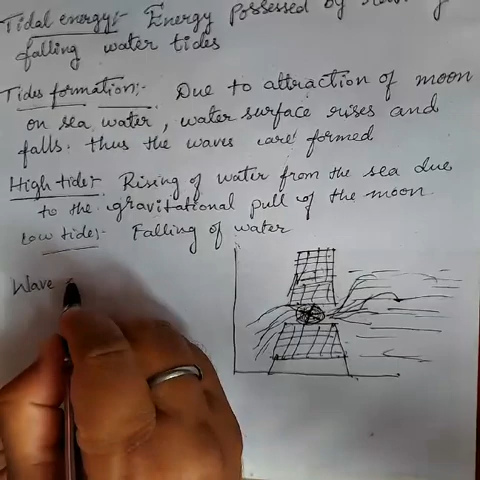 Tidal energy:- Energy Possessed by
falling water tides
Tides formation:- Due to attraction of moon
on sea water, water surface rises and
falls. thus the waves are formed
High tide:- Rising of water from the sea due
to the gravitational pull of the moon.
Low tide:- Falling of water
Wave